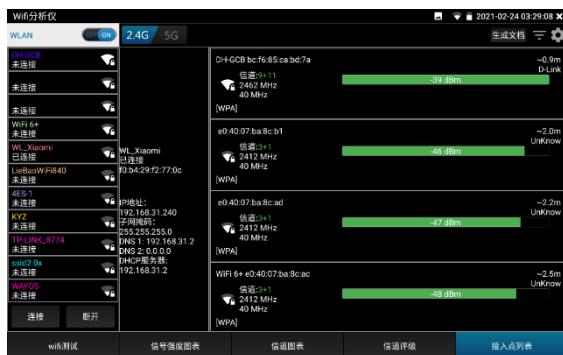 Wifi分析仪
2021-02-24 03:29:08
WLAN
OFF ON
2.4G
5G
生成文档
DH-GCB
未连接
未连接
未连接
WiFi 6+
未连接
WL_Xiaomi
已连接
LieBaoWiFi840
未连接
4ES-1
未连接
KYZ
未连接
TP-LINK_8774
未连接
ssid2.0x
未连接
WAYOS
未连接
连接
断开
WL_Xiaomi
已连接
f0:b4:29:f2:77:0c
IP地址:
192.168.31.240
子网掩码:
255.255.255.0
DNS 1: 192.168.31.2
DNS 2: 0.0.0.0
DHCP服务器:
192.168.31.2
DH-GCB bc:f6:85:ca:bd:7a
~0.9m
D-Link
信道:9+11
2462 MHz
40 MHz
-39 dBm
[WPA]
e0:40:07:ba:8c:b1
~2.0m
UnKnow
信道:3+1
2412 MHz
40 MHz
-46 dBm
[WPA]
e0:40:07:ba:8c:ad
~2.2m
UnKnow
信道:3+1
2412 MHz
40 MHz
-47 dBm
[WPA]
WiFi 6+ e0:40:07:ba:8c:ac
~2.5m
UnKnow
信道:3+1
2412 MHz
40 MHz
-48 dBm
[WPA]
wifi测试
信号强度图表
信道图表
信道评级
接入点列表